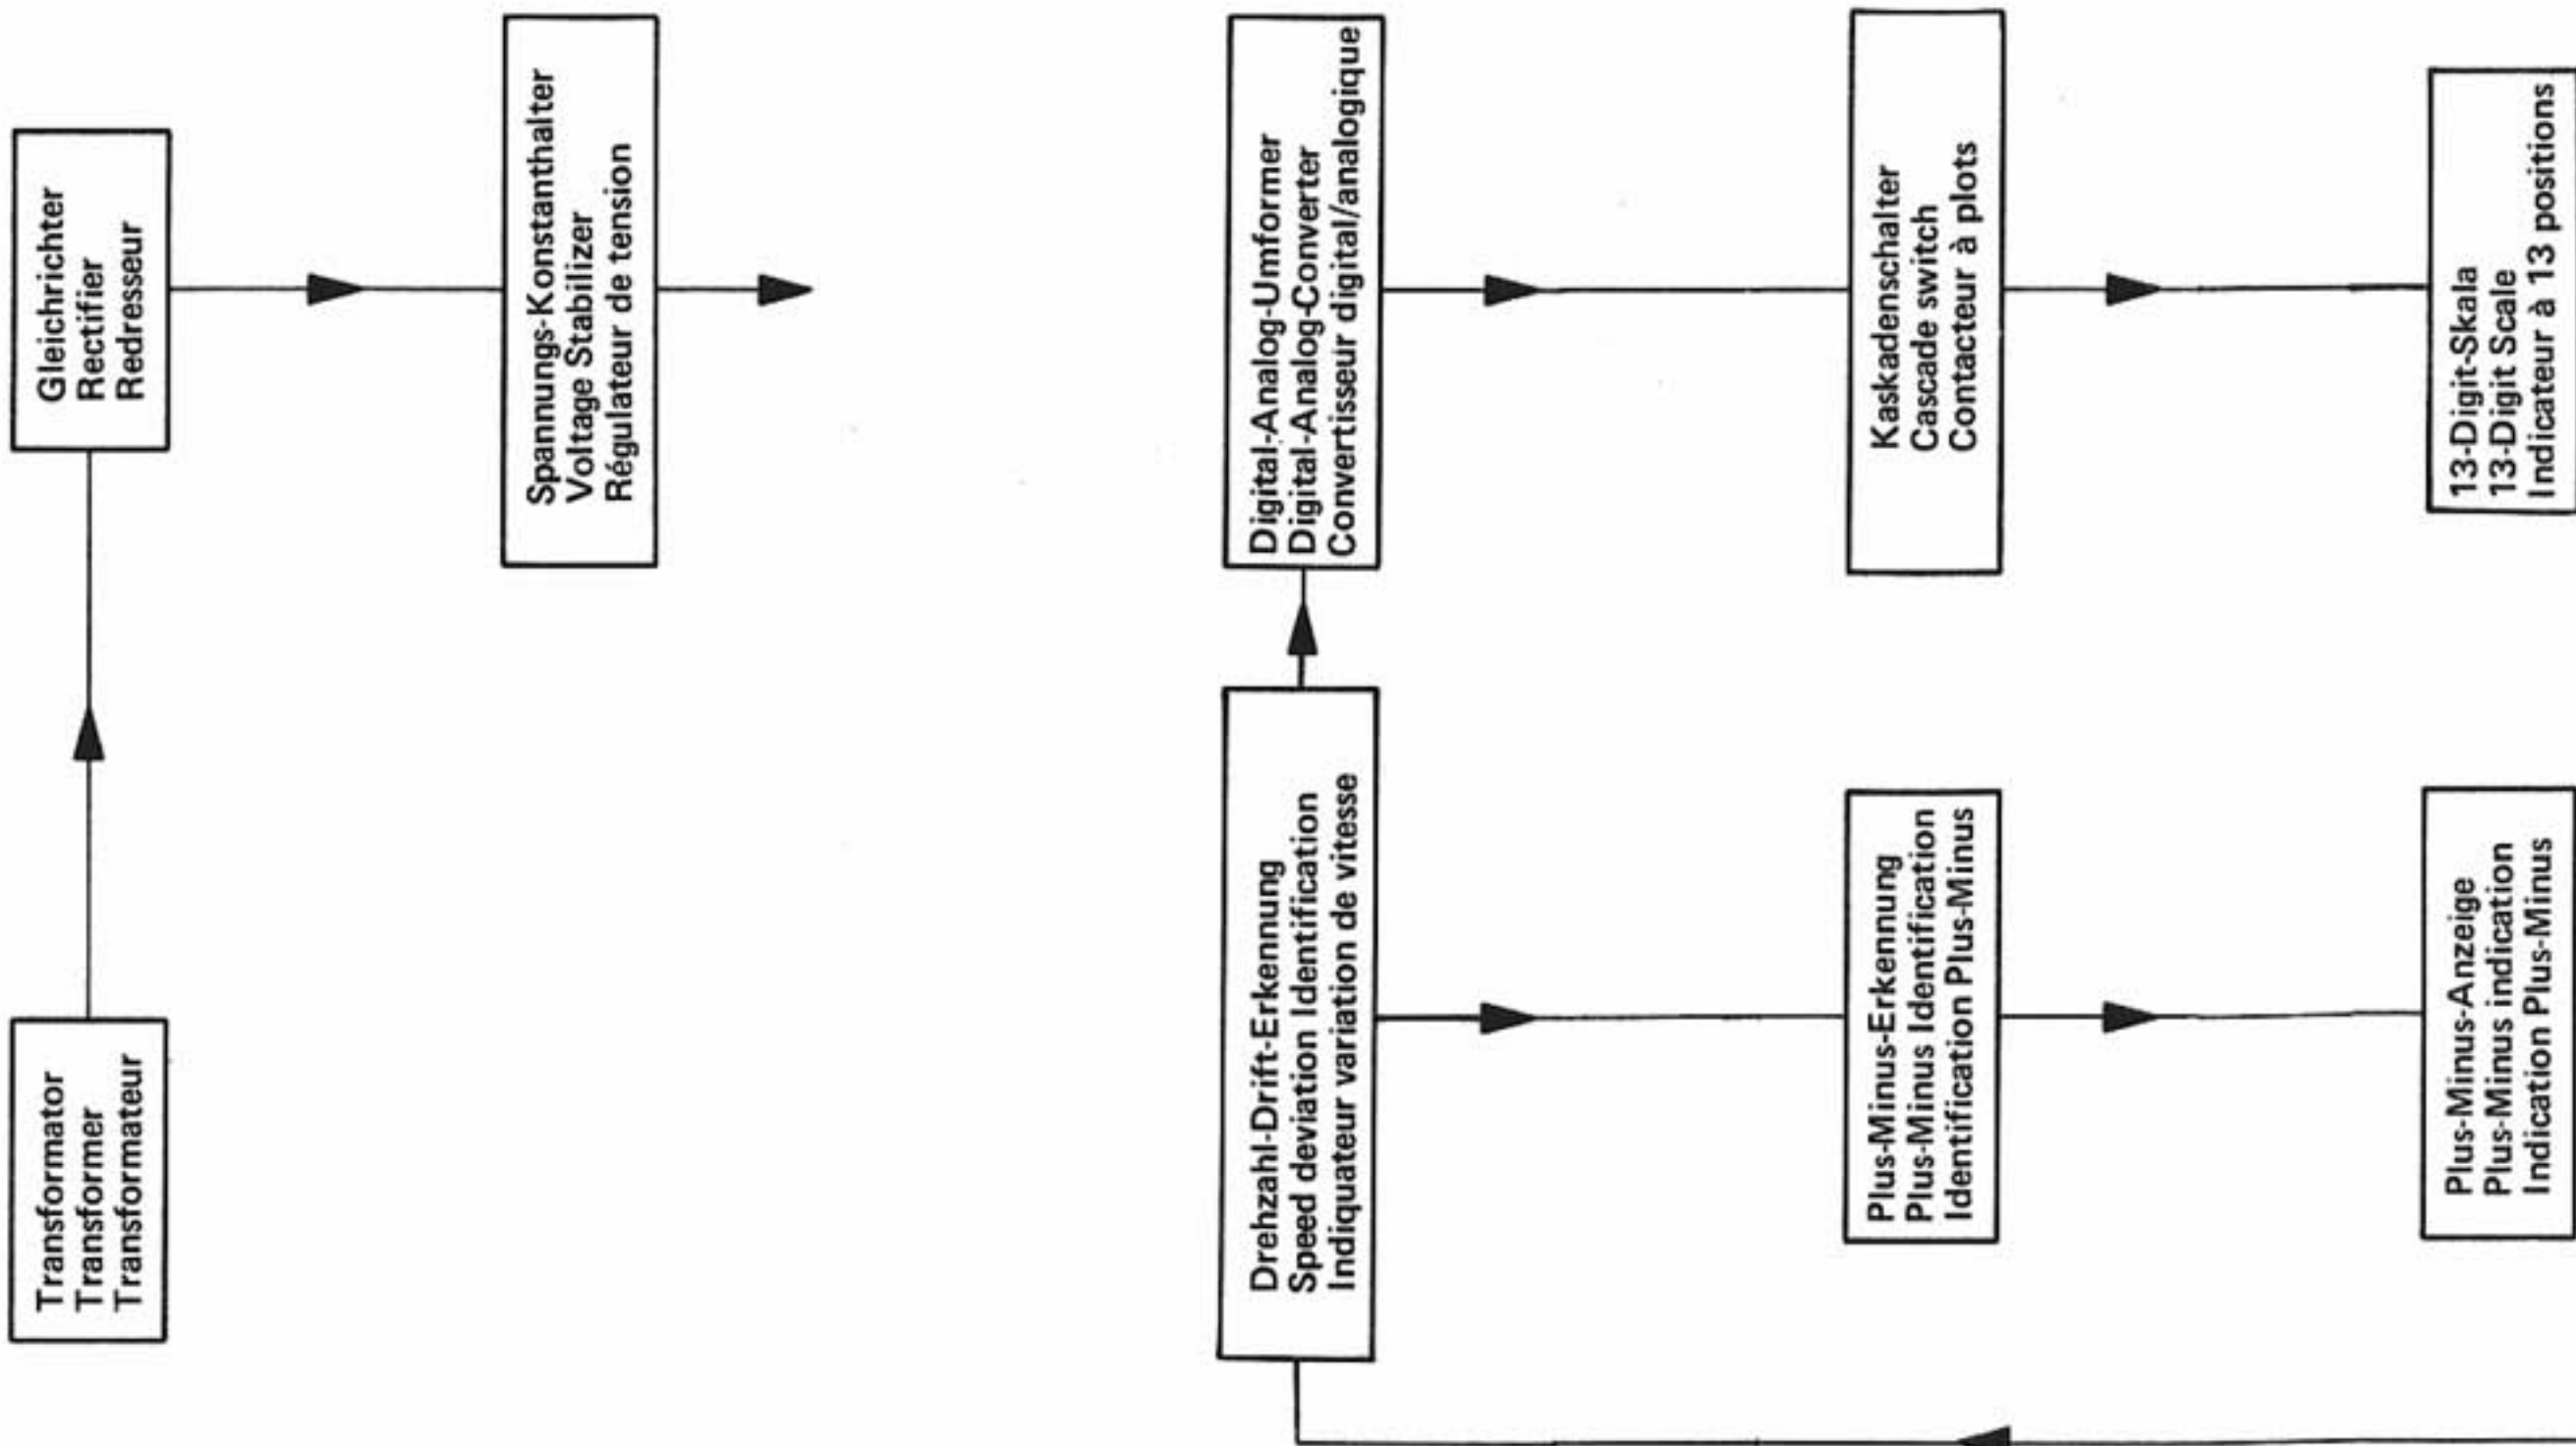 Transformator
Transformer
Transformateur
Gleichrichter
Rectifier
Redresseur
Spannungs-Konstanthalter
Voltage Stabilizer
Régulateur de tension
Drehzahl-Drift-Erkennung
Speed deviation Identification
Indiquateur variation de vitesse
Digital-Analog-Umformer
Digital-Analog-Converter
Convertisseur digital/analogique
Plus-Minus-Erkennung
Plus-Minus Identification
Identification Plus-Minus
Kaskadenschalter
Cascade switch
Contacteur à plots
Plus-Minus-Anzeige
Plus-Minus indication
Indication Plus-Minus
13-Digit-Skala
13-Digit Scale
Indicateur à 13 positions